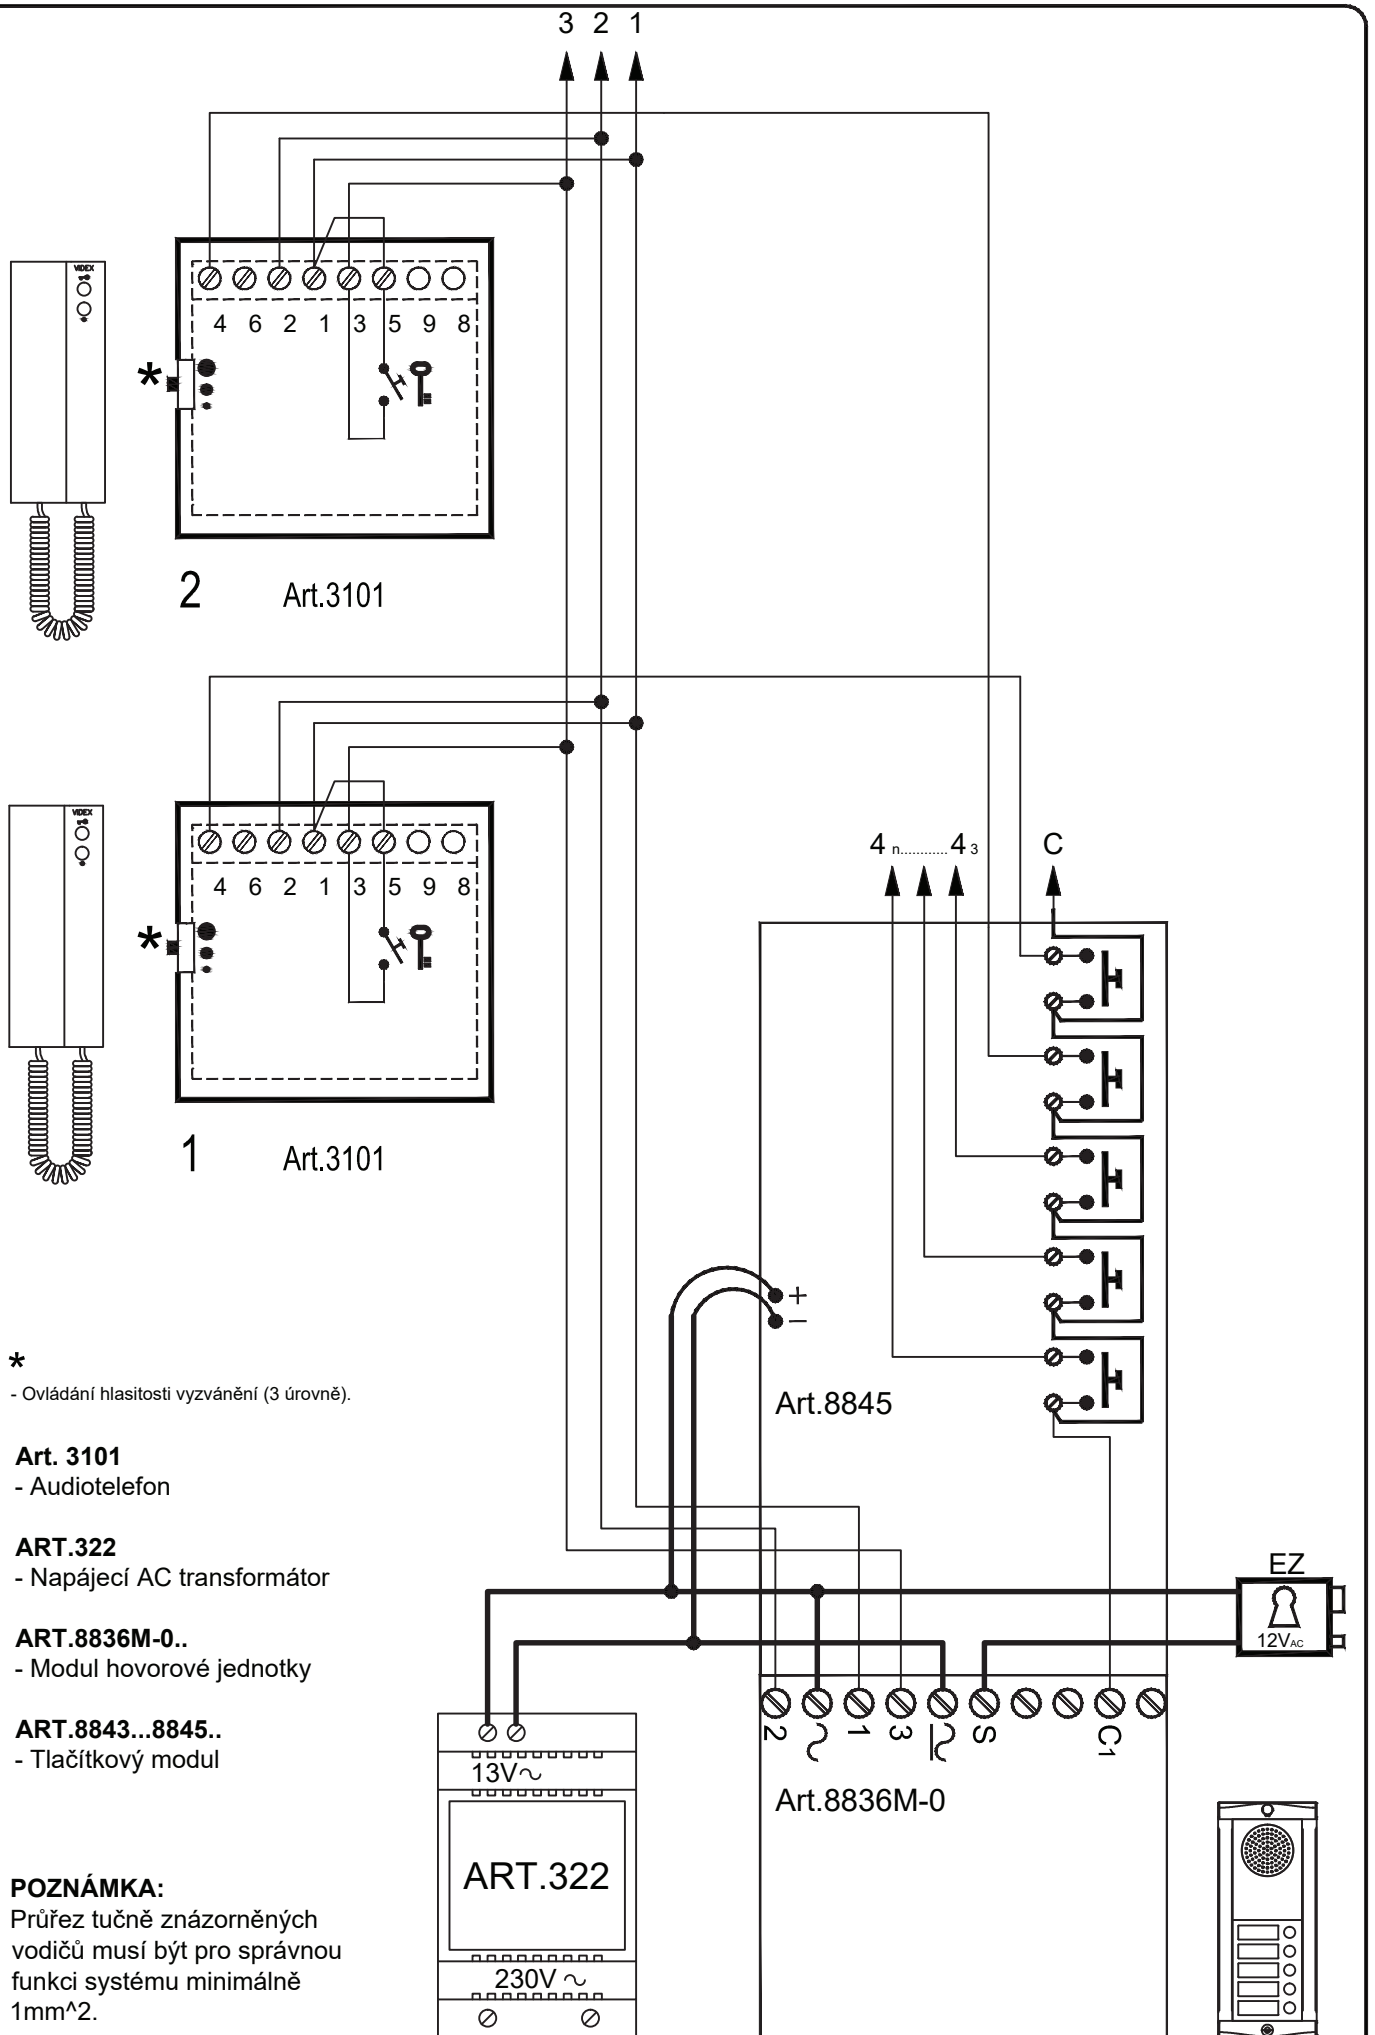 3 2 1
VIDEX
4 6 2 1 3 5 9 8
*
2 Art.3101
VIDEX
4 6 2 1 3 5 9 8
*
1 Art.3101
4 n............ 4 3 C
+
–
Art.8845
*
- Ovládání hlasitosti vyzvánění (3 úrovně).
Art. 3101
- Audiotelefon
ART.322
- Napájecí AC transformátor
ART.8836M-0..
- Modul hovorové jednotky
ART.8843...8845..
- Tlačítkový modul
POZNÁMKA:
Průřez tučně znázorněných
vodičů musí být pro správnou
funkci systému minimálně
1mm^2.
EZ
12VAC
2 ~ 1 3 ~ S C1
Art.8836M-0
13V~
ART.322
230V ~